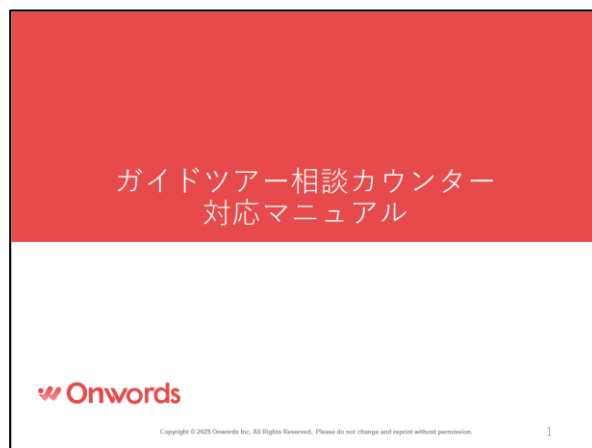 ガイドツアー相談カウンター
対応マニュアル
Onwords
Copyright © 2025 Onwords Inc. All Rights Reserved. Please do not change and reprint without permission.
1